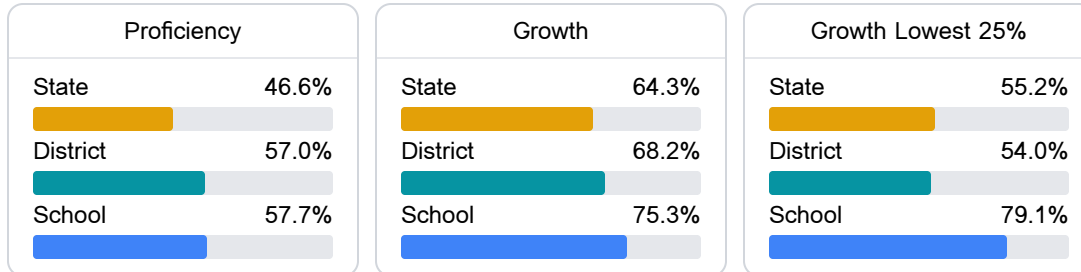 Proficiency
State 46.6%
District 57.0%
School 57.7%
Growth
State 64.3%
District 68.2%
School 75.3%
Growth Lowest 25%
State 55.2%
District 54.0%
School 79.1%